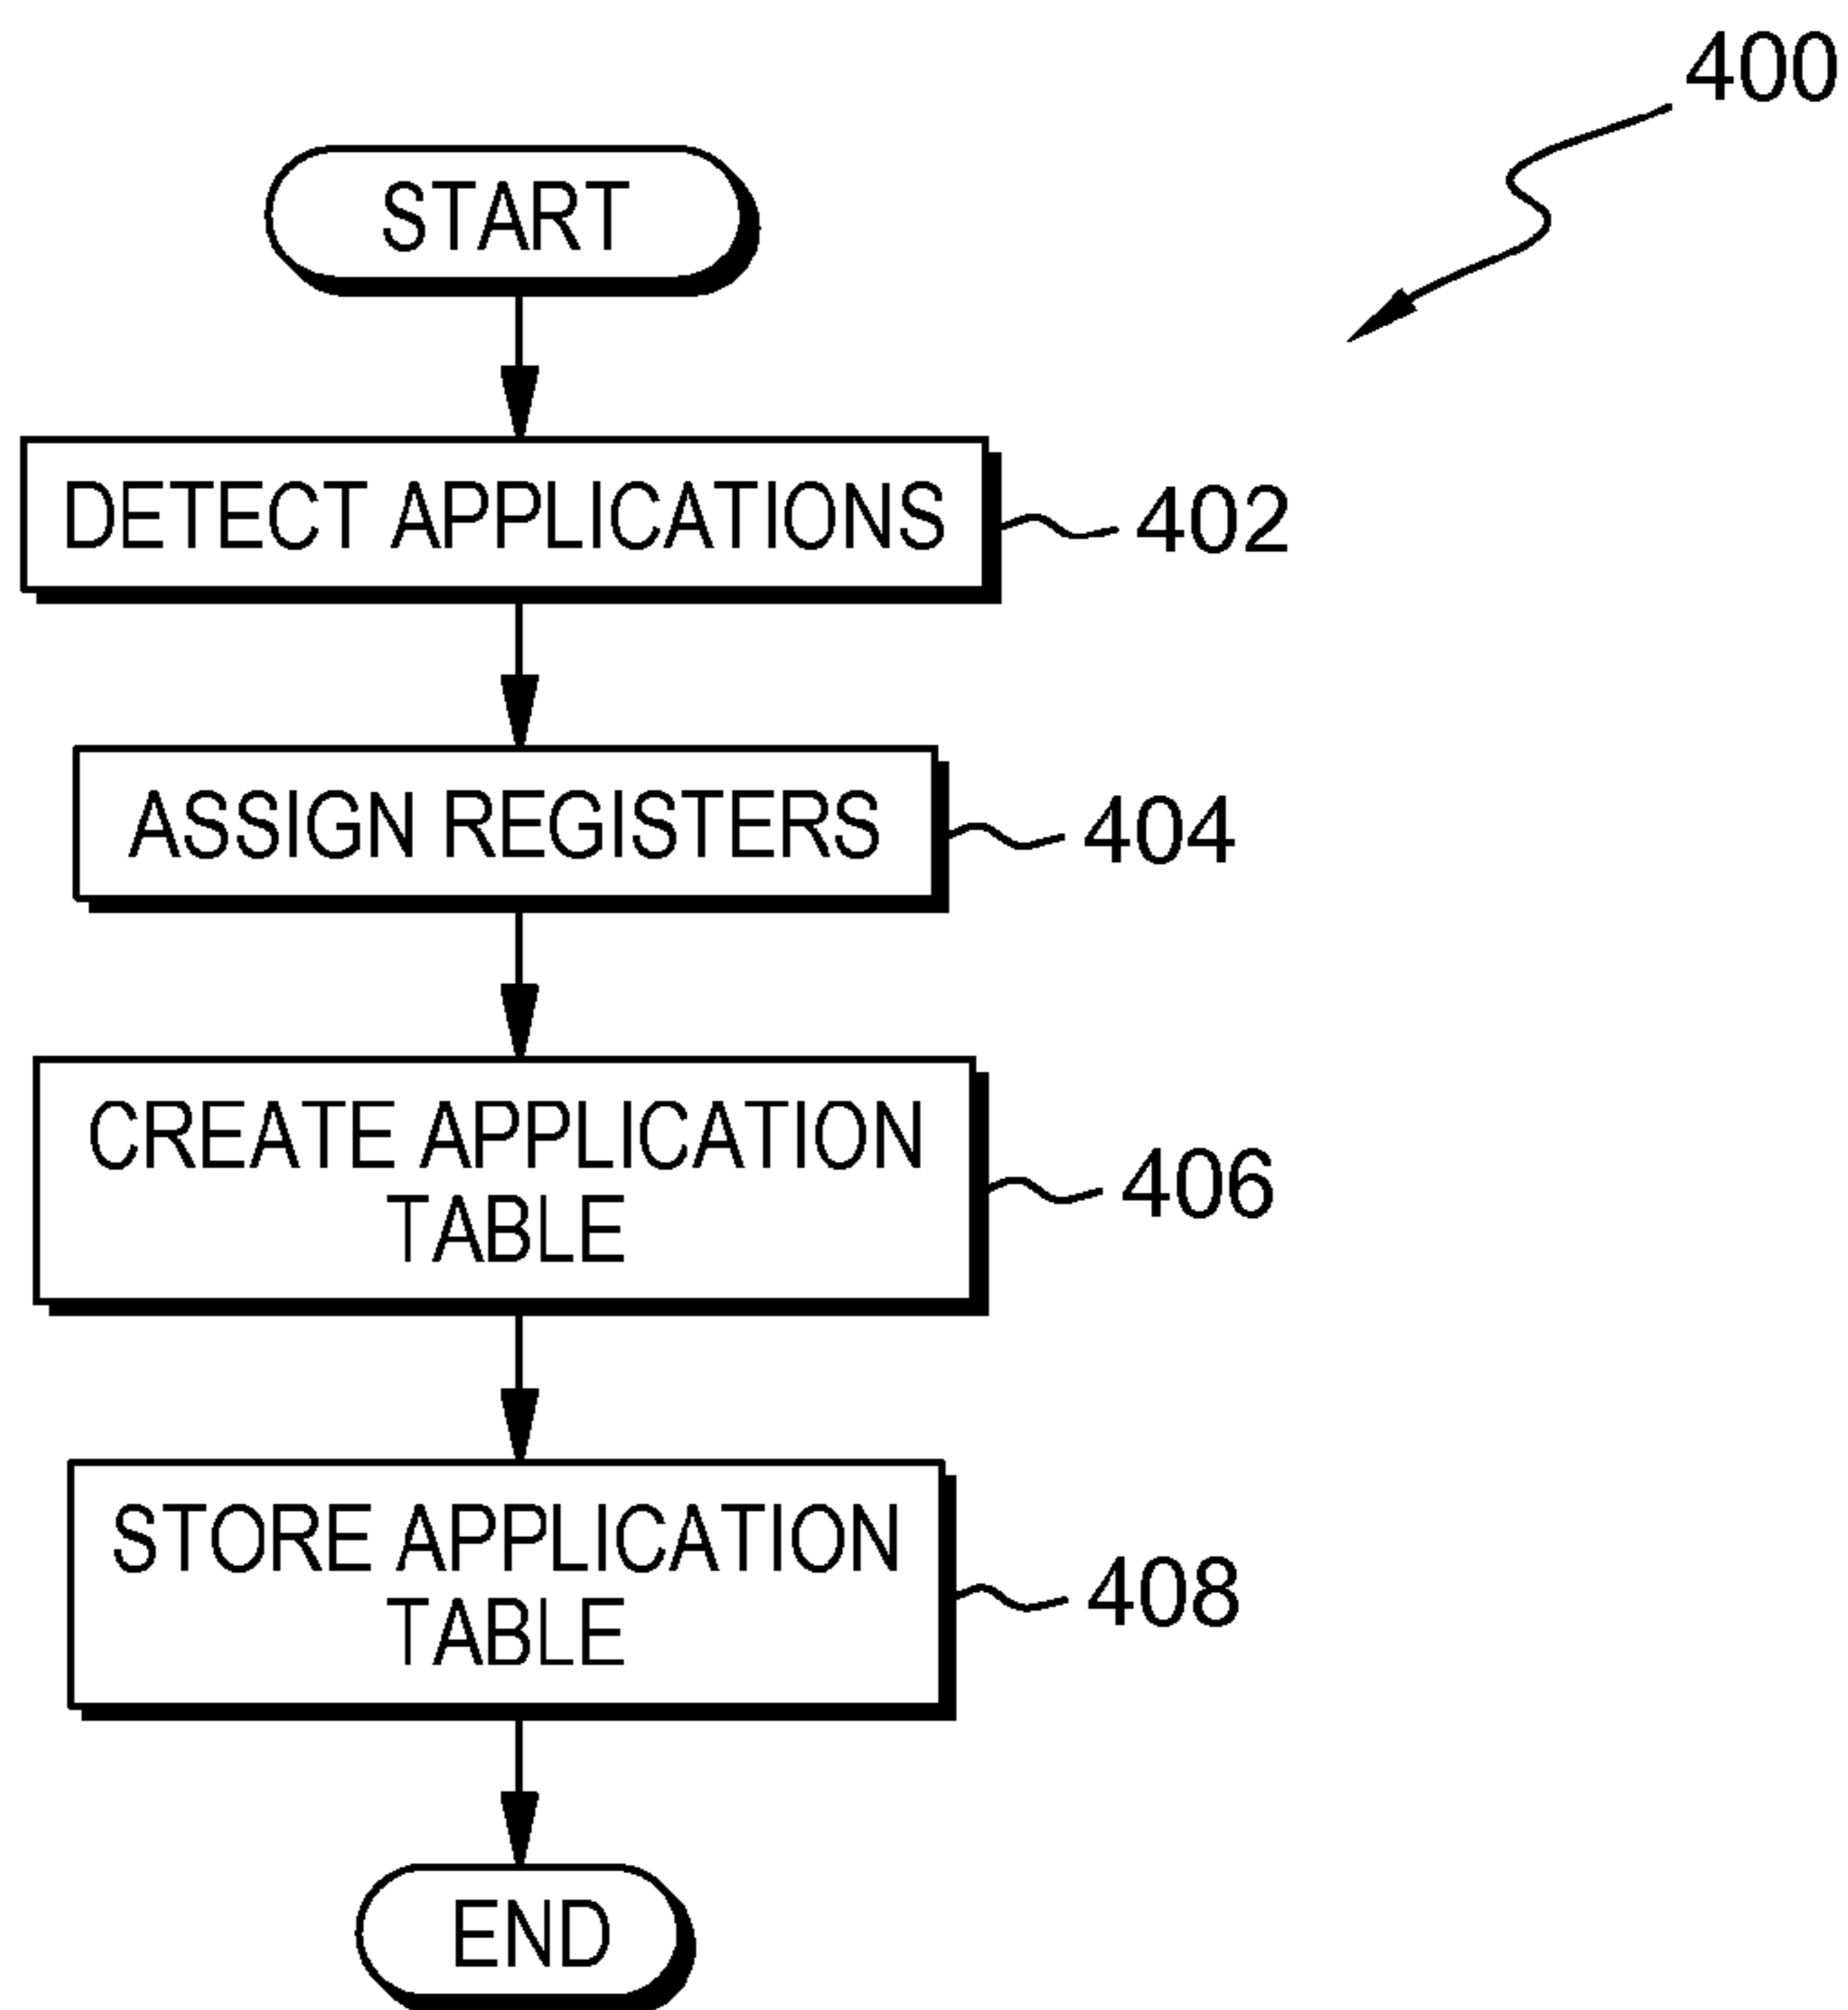 400
START
DETECT APPLICATIONS
402
ASSIGN REGISTERS
404
CREATE APPLICATION
TABLE
406
STORE APPLICATION
TABLE
408
END